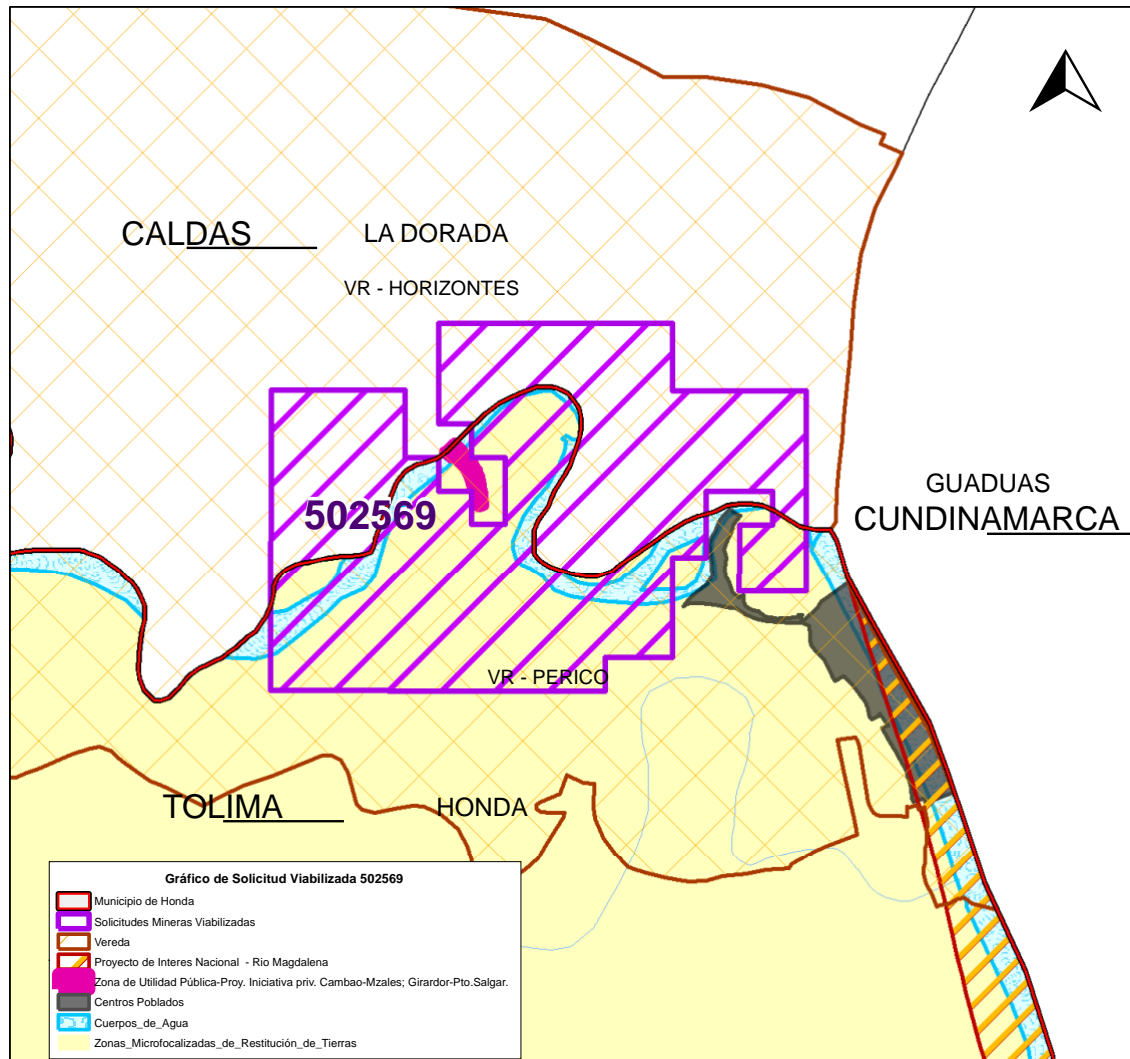 CALDAS
LA DORADA
VR - HORIZONTES
502569
GUADUAS
CUNDINAMARCA
VR - PERICO
TOLIMA
HONDA
Gráfico de Solicitud Viabilizada 502569
Municipio de Honda
Solicitudes Mineras Viabilizadas
Vereda
Proyecto de Interes Nacional - Rio Magdalena
Zona de Utilidad Pública-Proy. Iniciativa priv. Cambao-Mzales; Girardor-Pto.Salgar.
Centros Poblados
Cuerpos_de_Agua
Zonas_Microfocalizadas_de_Restitución_de_Tierras